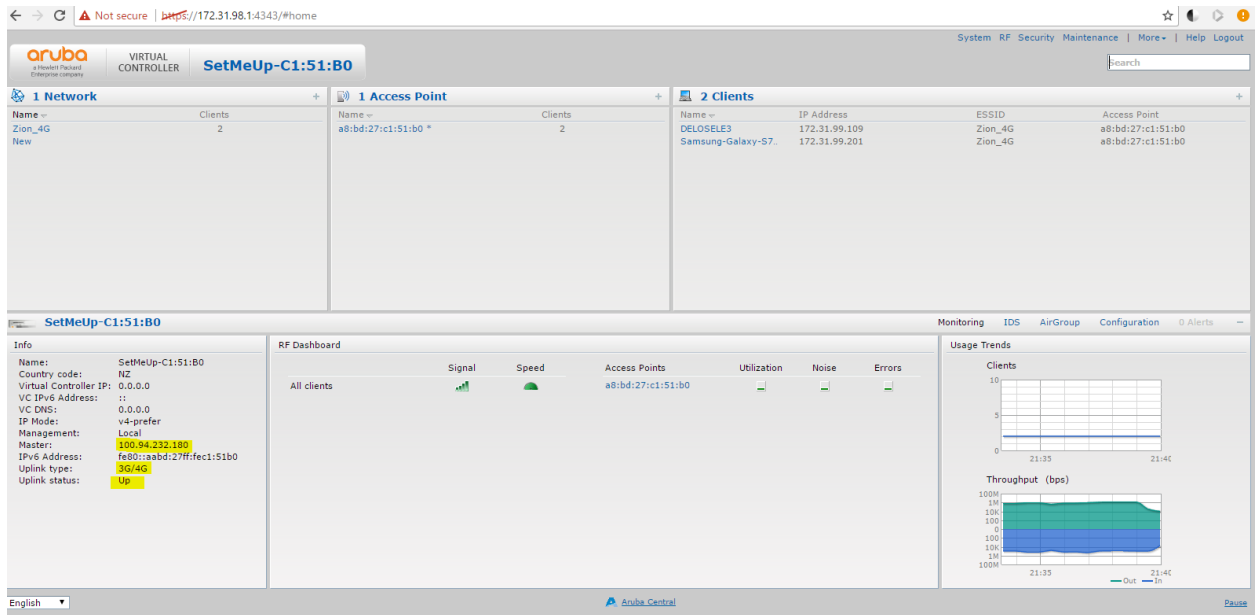 Not secure | https://172.31.98.1:4343/#home
System RF Security Maintenance | More | Help Logout
aruba
a Hewlett Packard
Enterprise company
VIRTUAL
CONTROLLER
SetMeUp-C1:51:B0
Search
1 Network +
Name Clients
Zion_4G 2
New
1 Access Point +
Name Clients
a8:bd:27:c1:51:b0 * 2
2 Clients +
Name IP Address ESSID Access Point
DELOSELE3 172.31.99.109 Zion_4G a8:bd:27:c1:51:b0
Samsung-Galaxy-S7.. 172.31.99.201 Zion_4G a8:bd:27:c1:51:b0
SetMeUp-C1:51:B0
Monitoring IDS AirGroup Configuration 0 Alerts −
Info
Name: SetMeUp-C1:51:B0
Country code: NZ
Virtual Controller IP: 0.0.0.0
VC IPv6 Address: ::
VC DNS: 0.0.0.0
IP Mode: v4-prefer
Management: Local
Master: 100.94.232.180
IPv6 Address: fe80::aabd:27ff:fec1:51b0
Uplink type: 3G/4G
Uplink status: Up
RF Dashboard
Signal Speed Access Points Utilization Noise Errors
All clients a8:bd:27:c1:51:b0
Usage Trends
Clients
10
5
0
21:35 21:40
Throughput (bps)
100M
1M
10K
100
0
100
10K
1M
100M
21:35 21:40
Out In
English
Aruba Central
Pause